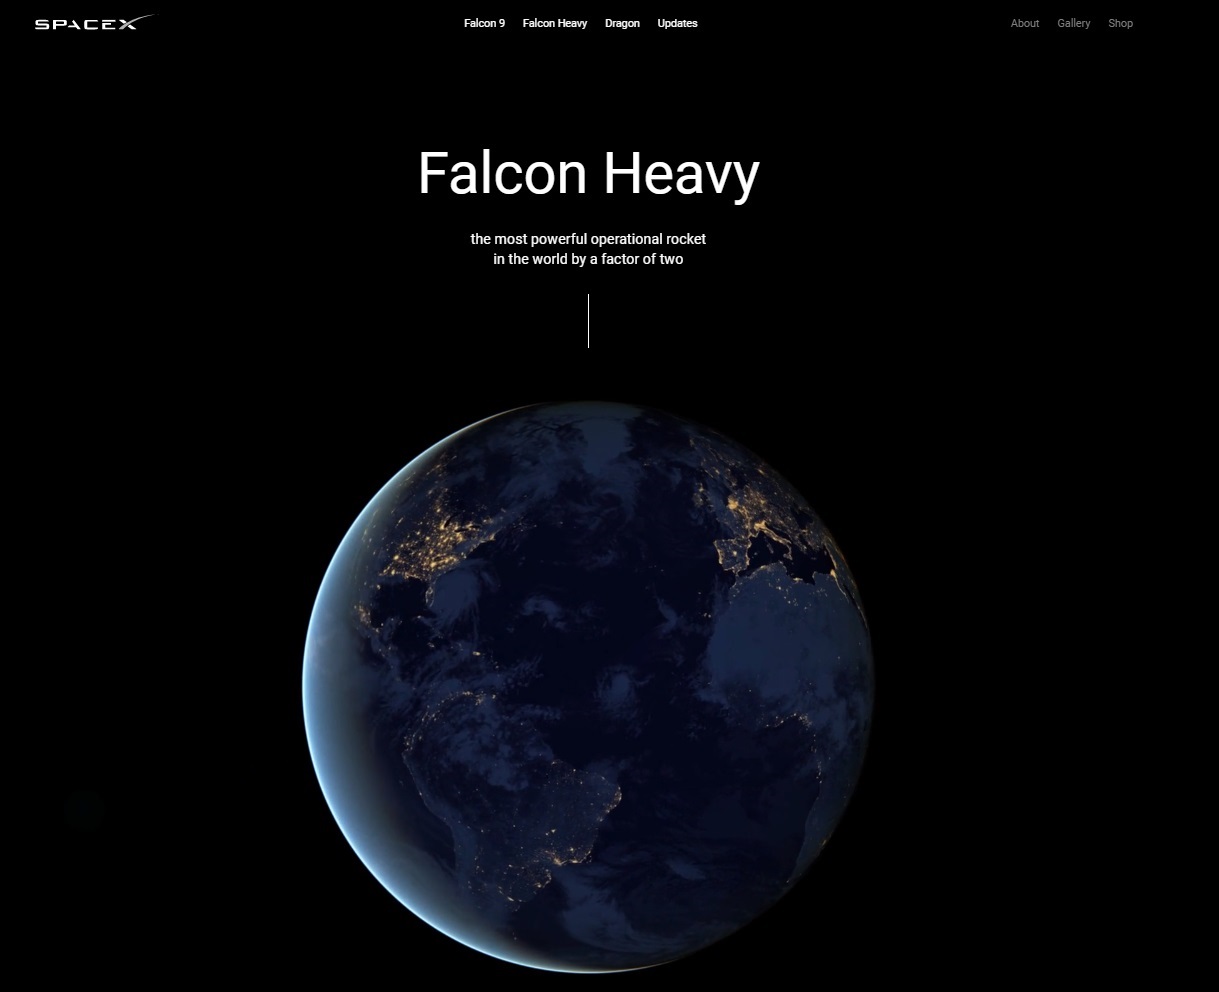 SPACEX
Falcon 9 Falcon Heavy Dragon Updates
About Gallery Shop
Falcon Heavy
the most powerful operational rocket
in the world by a factor of two